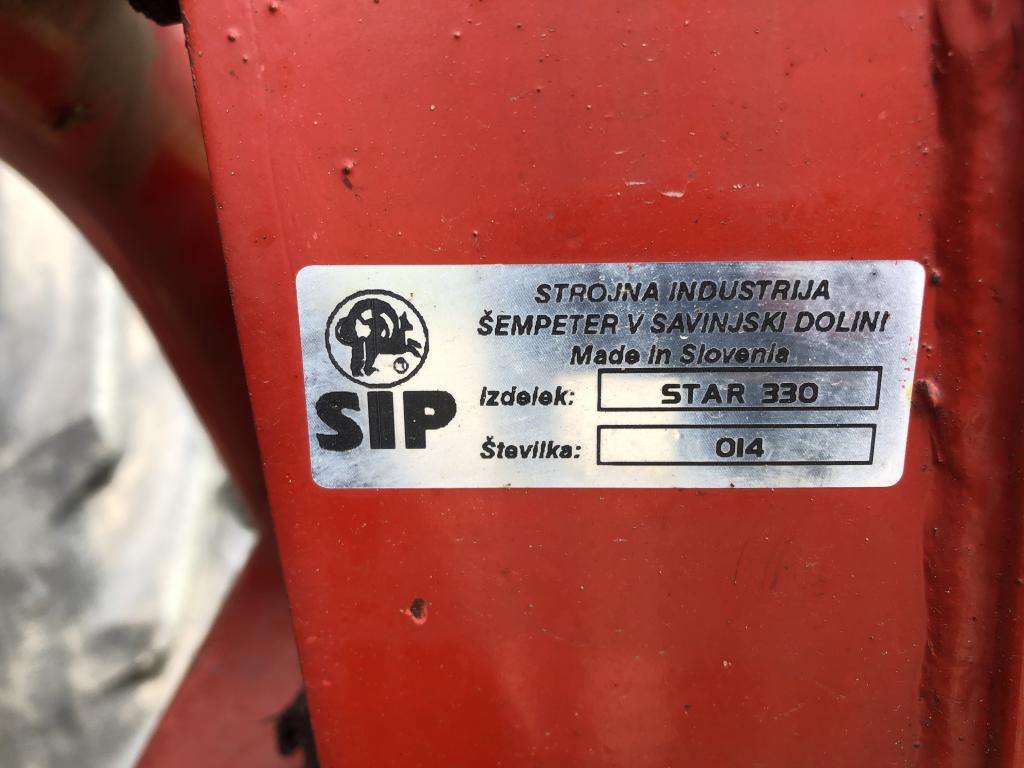 STROJNA INDUSTRIJA
ŠEMPETER V SAVINJSKI DOLINI
Made in Slovenia
SIP
Izdelek: STAR 330
Številka: 014